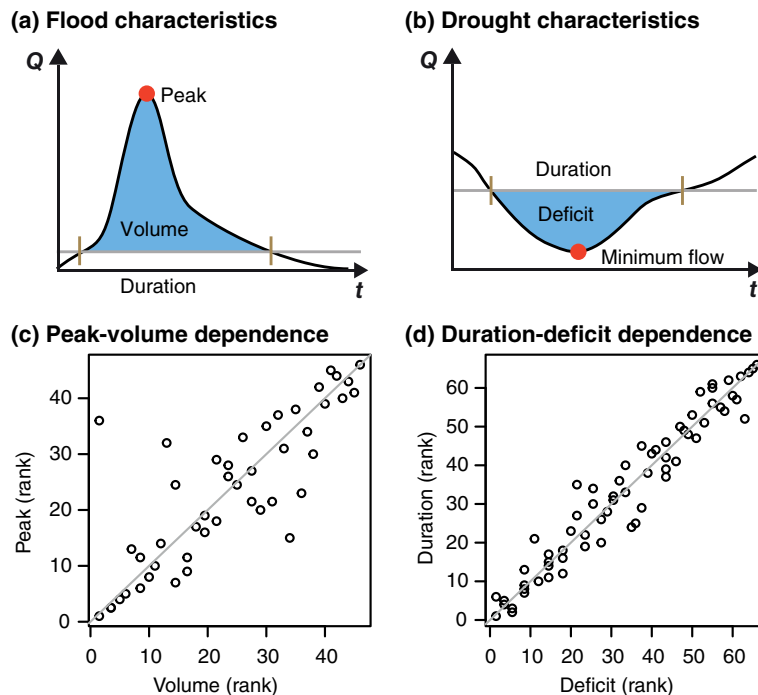 (a) Flood characteristics
Q
Peak
Volume
Duration
t
(b) Drought characteristics
Q
Duration
Deficit
Minimum flow
t
(c) Peak-volume dependence
40
30
20
10
0
Peak (rank)
0 10 20 30 40
Volume (rank)
(d) Duration-deficit dependence
60
50
40
30
20
10
0
Duration (rank)
0 10 20 30 40 50 60
Deficit (rank)